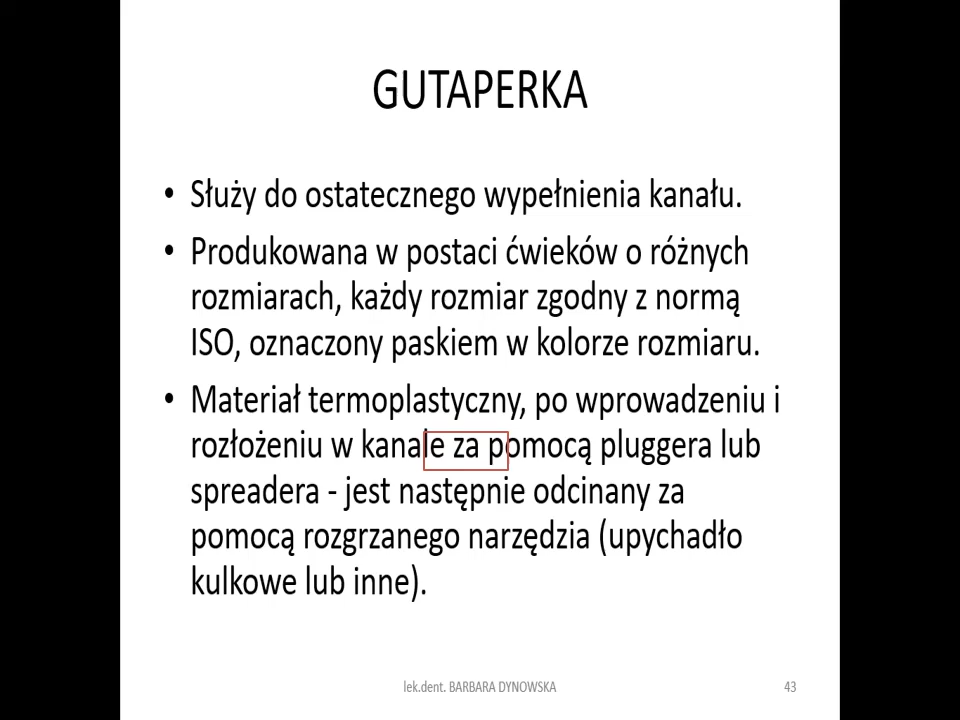 GUTAPERKA
• Służy do ostatecznego wypełnienia kanału.
• Produkowana w postaci ćwieków o różnych
rozmiarach, każdy rozmiar zgodny z normą
ISO, oznaczony paskiem w kolorze rozmiaru.
• Materiał termoplastyczny, po wprowadzeniu i
rozłożeniu w kanale za pomocą pluggera lub
spreadera - jest następnie odcinany za
pomocą rozgrzanego narzędzia (upychadło
kulkowe lub inne).
lek.dent. BARBARA DYNOWSKA 43